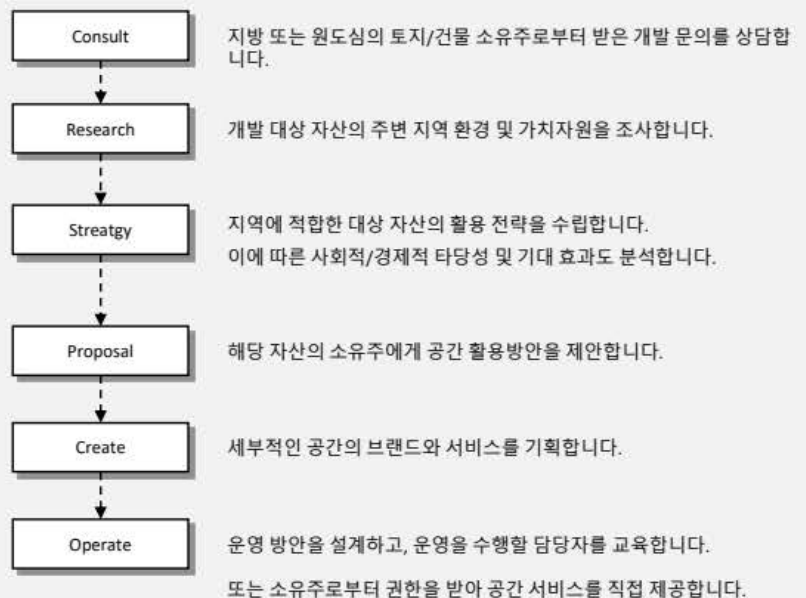 Consult
지방 또는 원도심의 토지/건물 소유주로부터 받은 개발 문의를 상담합
니다.
Research
개발 대상 자산의 주변 지역 환경 및 가치자원을 조사합니다.
Streatgy
지역에 적합한 대상 자산의 활용 전략을 수립합니다.
이에 따른 사회적/경제적 타당성 및 기대 효과도 분석합니다.
Proposal
해당 자산의 소유주에게 공간 활용방안을 제안합니다.
Create
세부적인 공간의 브랜드와 서비스를 기획합니다.
Operate
운영 방안을 설계하고, 운영을 수행할 담당자를 교육합니다.
또는 소유주로부터 권한을 받아 공간 서비스를 직접 제공합니다.